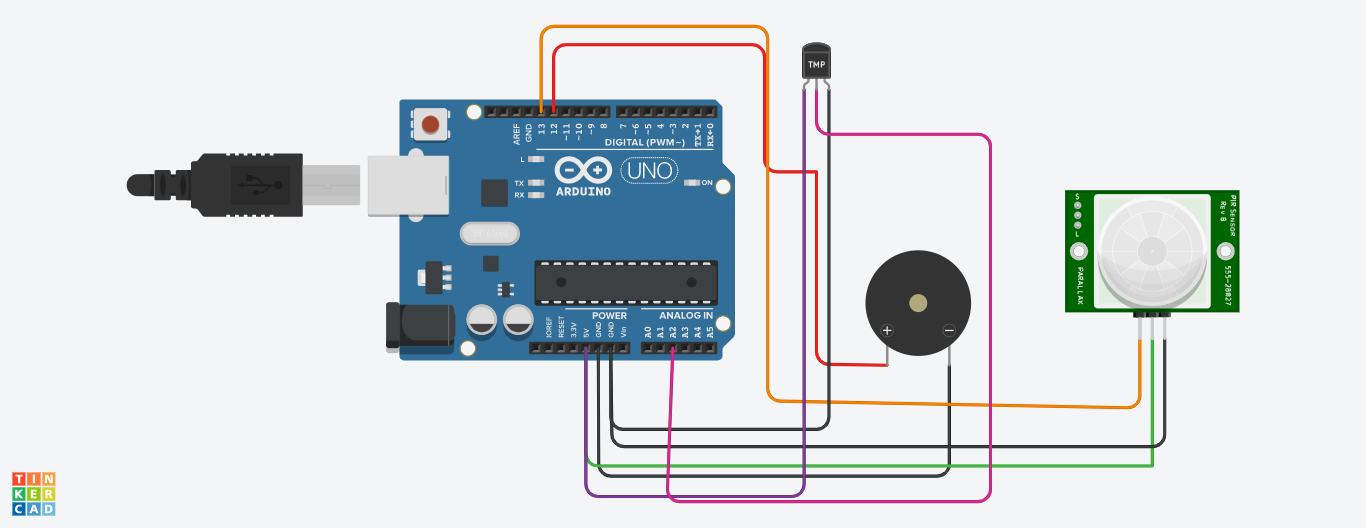 TMP
AREF
GND
13
12
~11
~10
~9
8
7
~6
~5
4
~3
2
TX→1
RX←0
DIGITAL (PWM~)
L
TX
RX
ARDUINO
UNO
ON
POWER
ANALOG IN
IOREF
RESET
3.3V
5V
GND
GND
Vin
A0
A1
A2
A3
A4
A5
S
L
PIR SENSOR
Rev B
PARALLAX
555-28027
TIN
KER
CAD